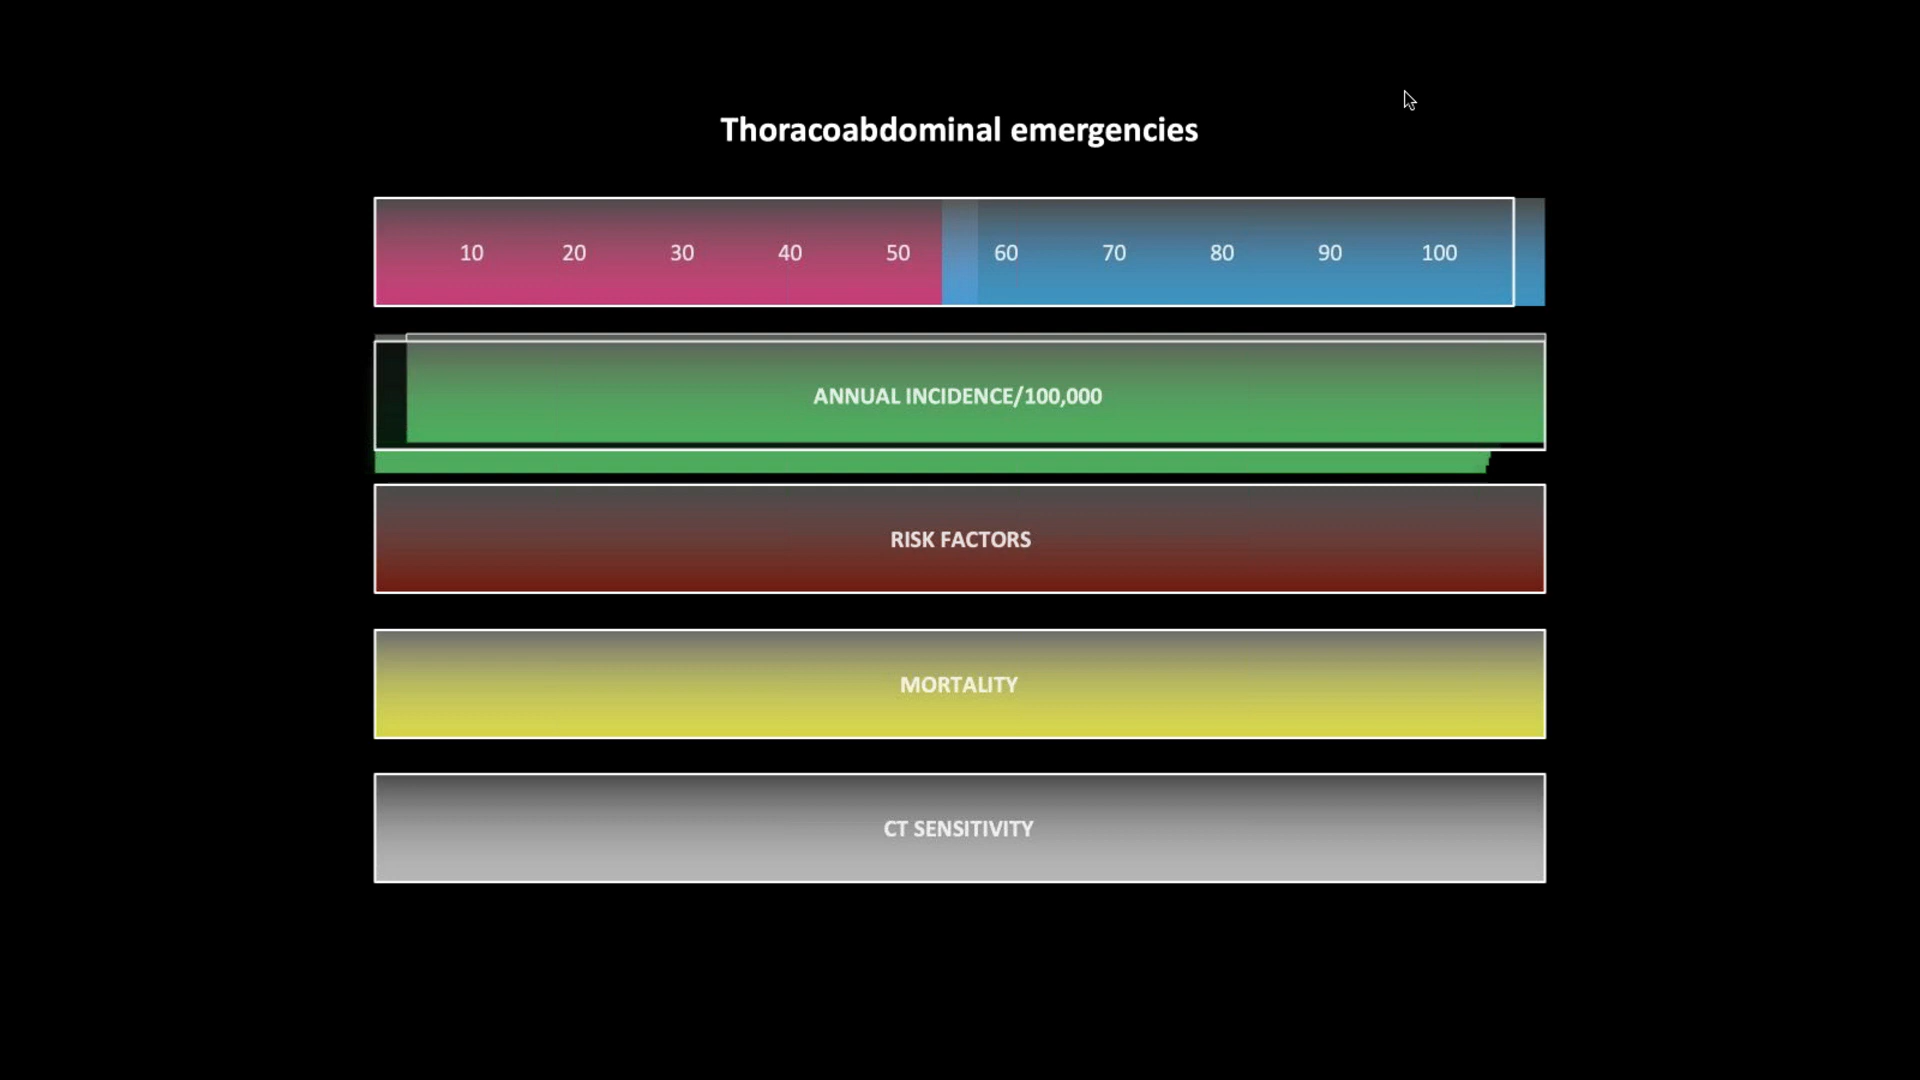 Thoracoabdominal emergencies
10 20 30 40 50 60 70 80 90 100
ANNUAL INCIDENCE/100,000
RISK FACTORS
MORTALITY
CT SENSITIVITY